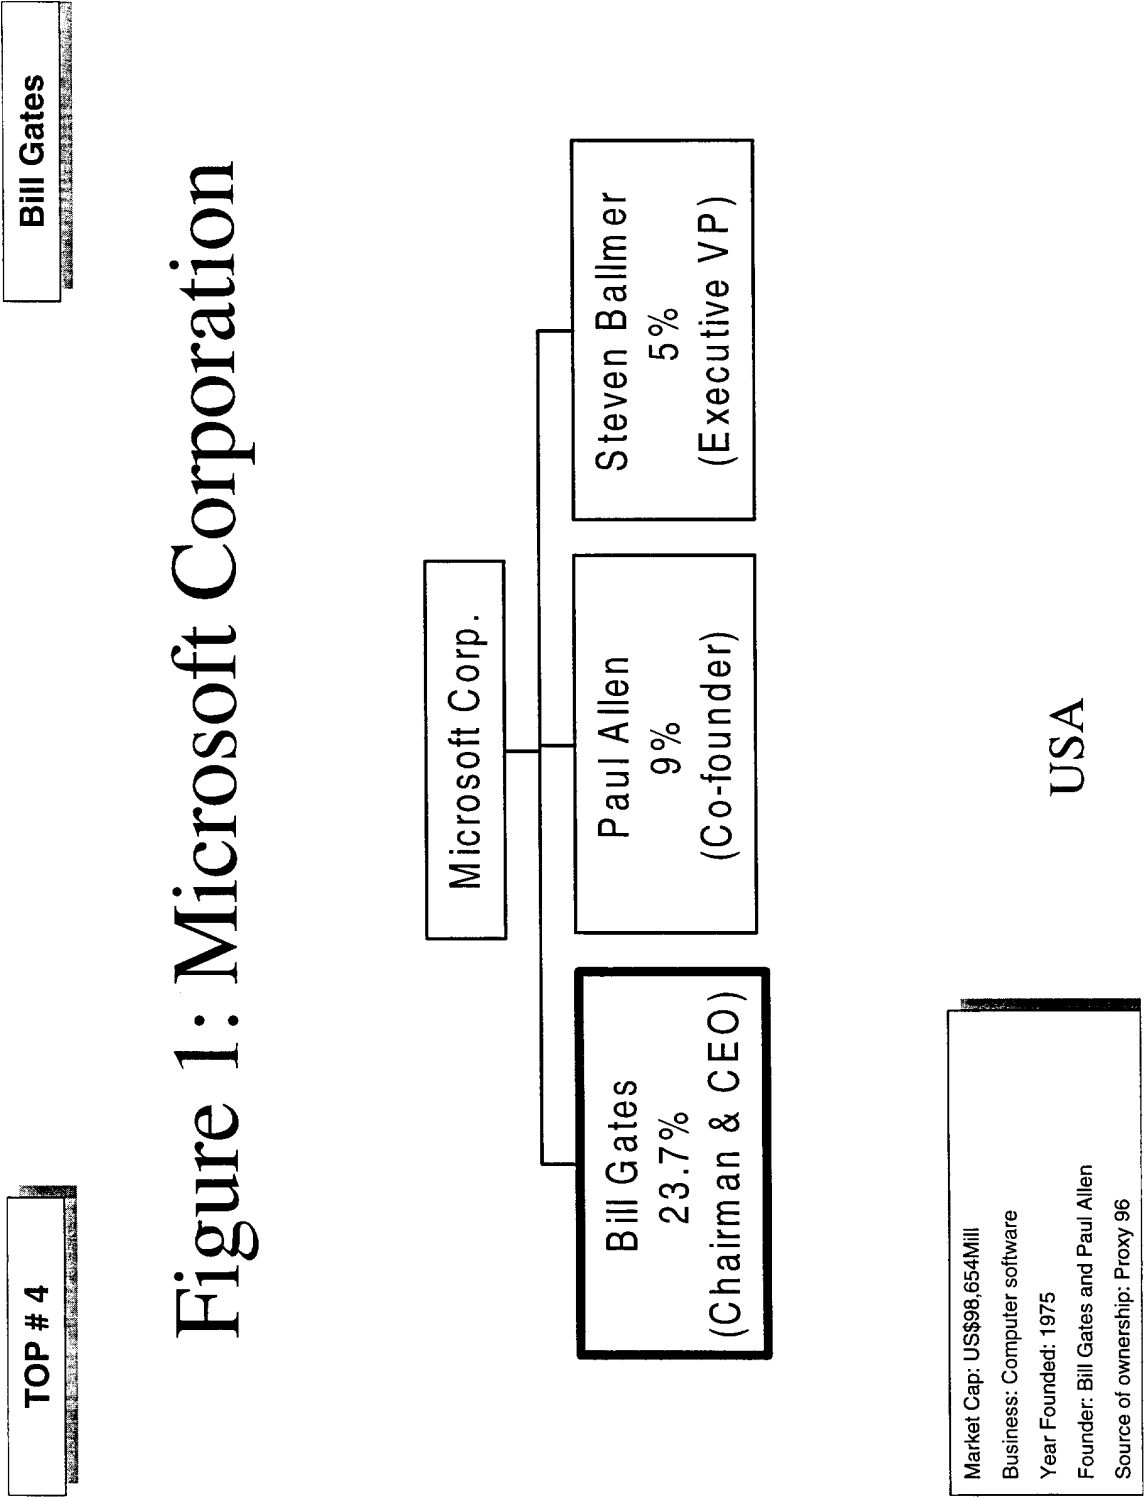 TOP # 4
Bill Gates
Figure 1: Microsoft Corporation
Microsoft Corp.
Bill Gates
23.7%
(Chairman & CEO)
Paul Allen
9%
(Co-founder)
Steven Ballmer
5%
(Executive VP)
Market Cap: US$98,654Mill
Business: Computer software
Year Founded: 1975
Founder: Bill Gates and Paul Allen
Source of ownership: Proxy 96
USA